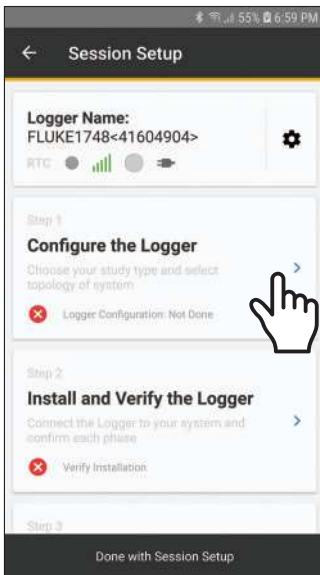 55% 6:59 PM
Session Setup
Logger Name:
FLUKE1748<41604904>
RTC
Step 1
Configure the Logger
Choose your study type and select
topology of system
Logger Configuration: Not Done
Step 2
Install and Verify the Logger
Connect the Logger to your system and
confirm each phase
Verify Installation
Step 3
Done with Session Setup